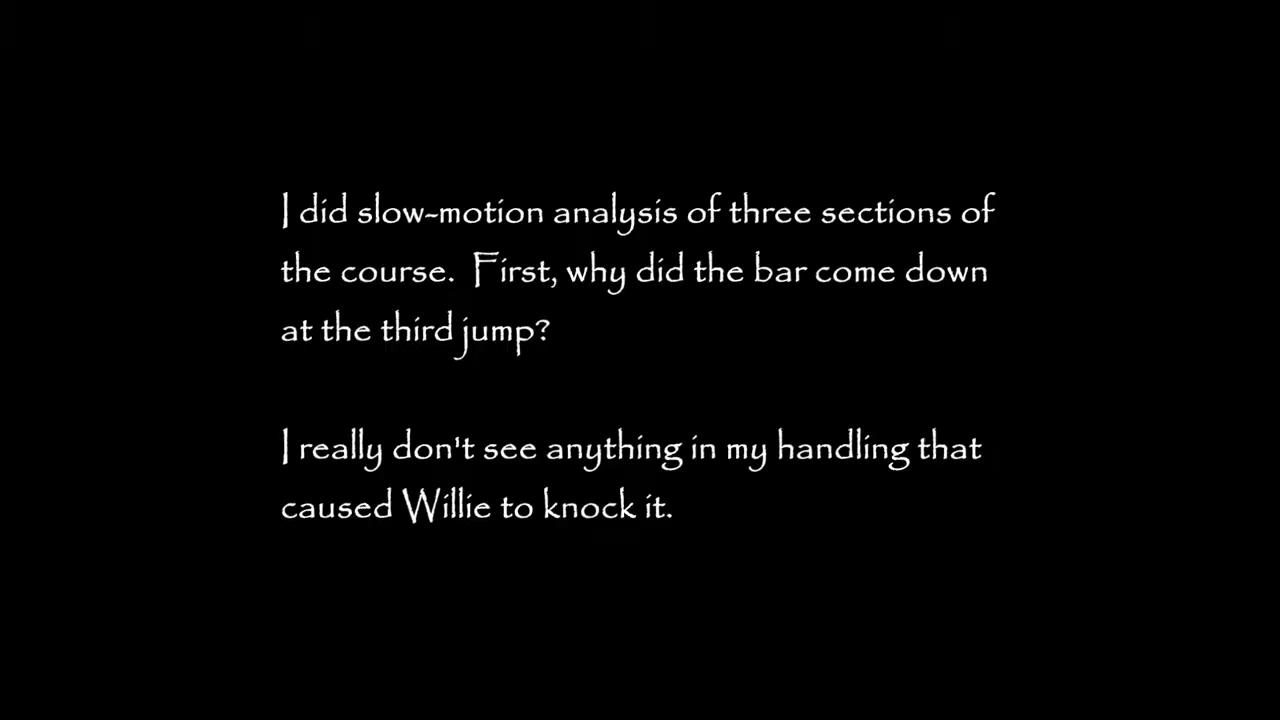 I did slow-motion analysis of three sections of
the course.  First, why did the bar come down
at the third jump?
I really don't see anything in my handling that
caused Willie to knock it.